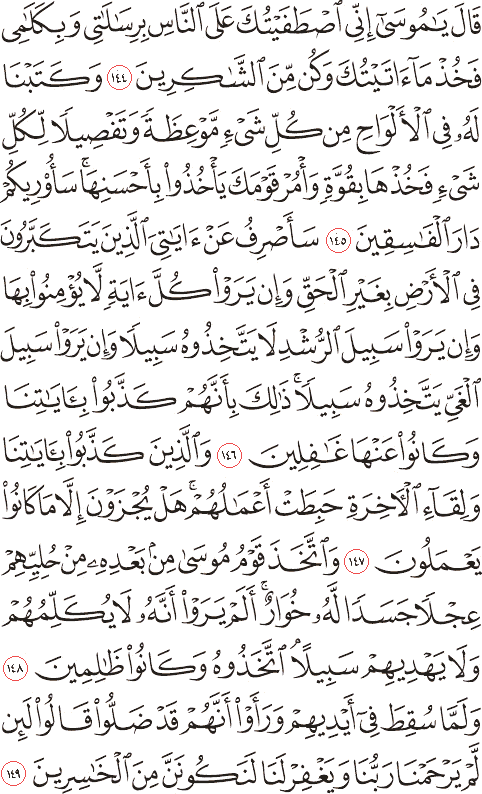 قَالَ يَٰمُوسَىٰٓ إِنِّى ٱصۡطَفَيۡتُكَ عَلَى ٱلنَّاسِ بِرِسَٰلَٰتِى وَبِكَلَٰمِى
فَخُذۡ مَآ ءَاتَيۡتُكَ وَكُن مِّنَ ٱلشَّٰكِرِينَ ١٤٤ وَكَتَبۡنَا
لَهُۥ فِى ٱلۡأَلۡوَاحِ مِن كُلِّ شَىۡءٖ مَّوۡعِظَةٗ وَتَفۡصِيلٗا لِّكُلِّ
شَىۡءٖ فَخُذۡهَا بِقُوَّةٖ وَأۡمُرۡ قَوۡمَكَ يَأۡخُذُواْ بِأَحۡسَنِهَاۚ سَأُوْرِيكُمۡ
دَارَ ٱلۡفَٰسِقِينَ ١٤٥ سَأَصۡرِفُ عَنۡ ءَايَٰتِىَ ٱلَّذِينَ يَتَكَبَّرُونَ
فِى ٱلۡأَرۡضِ بِغَيۡرِ ٱلۡحَقِّ وَإِن يَرَوۡاْ كُلَّ ءَايَةٖ لَّا يُؤۡمِنُواْ بِهَا
وَإِن يَرَوۡاْ سَبِيلَ ٱلرُّشۡدِ لَا يَتَّخِذُوهُ سَبِيلٗا وَإِن يَرَوۡاْ سَبِيلَ
ٱلۡغَىِّ يَتَّخِذُوهُ سَبِيلٗاۚ ذَٰلِكَ بِأَنَّهُمۡ كَذَّبُواْ بِـَٔايَٰتِنَا
وَكَانُواْ عَنۡهَا غَٰفِلِينَ ١٤٦ وَٱلَّذِينَ كَذَّبُواْ بِـَٔايَٰتِنَا
وَلِقَآءِ ٱلۡأٓخِرَةِ حَبِطَتۡ أَعۡمَٰلُهُمۡۚ هَلۡ يُجۡزَوۡنَ إِلَّا مَا كَانُواْ
يَعۡمَلُونَ ١٤٧ وَٱتَّخَذَ قَوۡمُ مُوسَىٰ مِنۢ بَعۡدِهِۦ مِنۡ حُلِيِّهِمۡ
عِجۡلٗا جَسَدٗا لَّهُۥ خُوَارٌۚ أَلَمۡ يَرَوۡاْ أَنَّهُۥ لَا يُكَلِّمُهُمۡ
وَلَا يَهۡدِيهِمۡ سَبِيلًاۘ ٱتَّخَذُوهُ وَكَانُواْ ظَٰلِمِينَ ١٤٨
وَلَمَّا سُقِطَ فِىٓ أَيۡدِيهِمۡ وَرَأَوۡاْ أَنَّهُمۡ قَدۡ ضَلُّواْ قَالُواْ لَئِن
لَّمۡ يَرۡحَمۡنَا رَبُّنَا وَيَغۡفِرۡ لَنَا لَنَكُونَنَّ مِنَ ٱلۡخَٰسِرِينَ ١٤٩